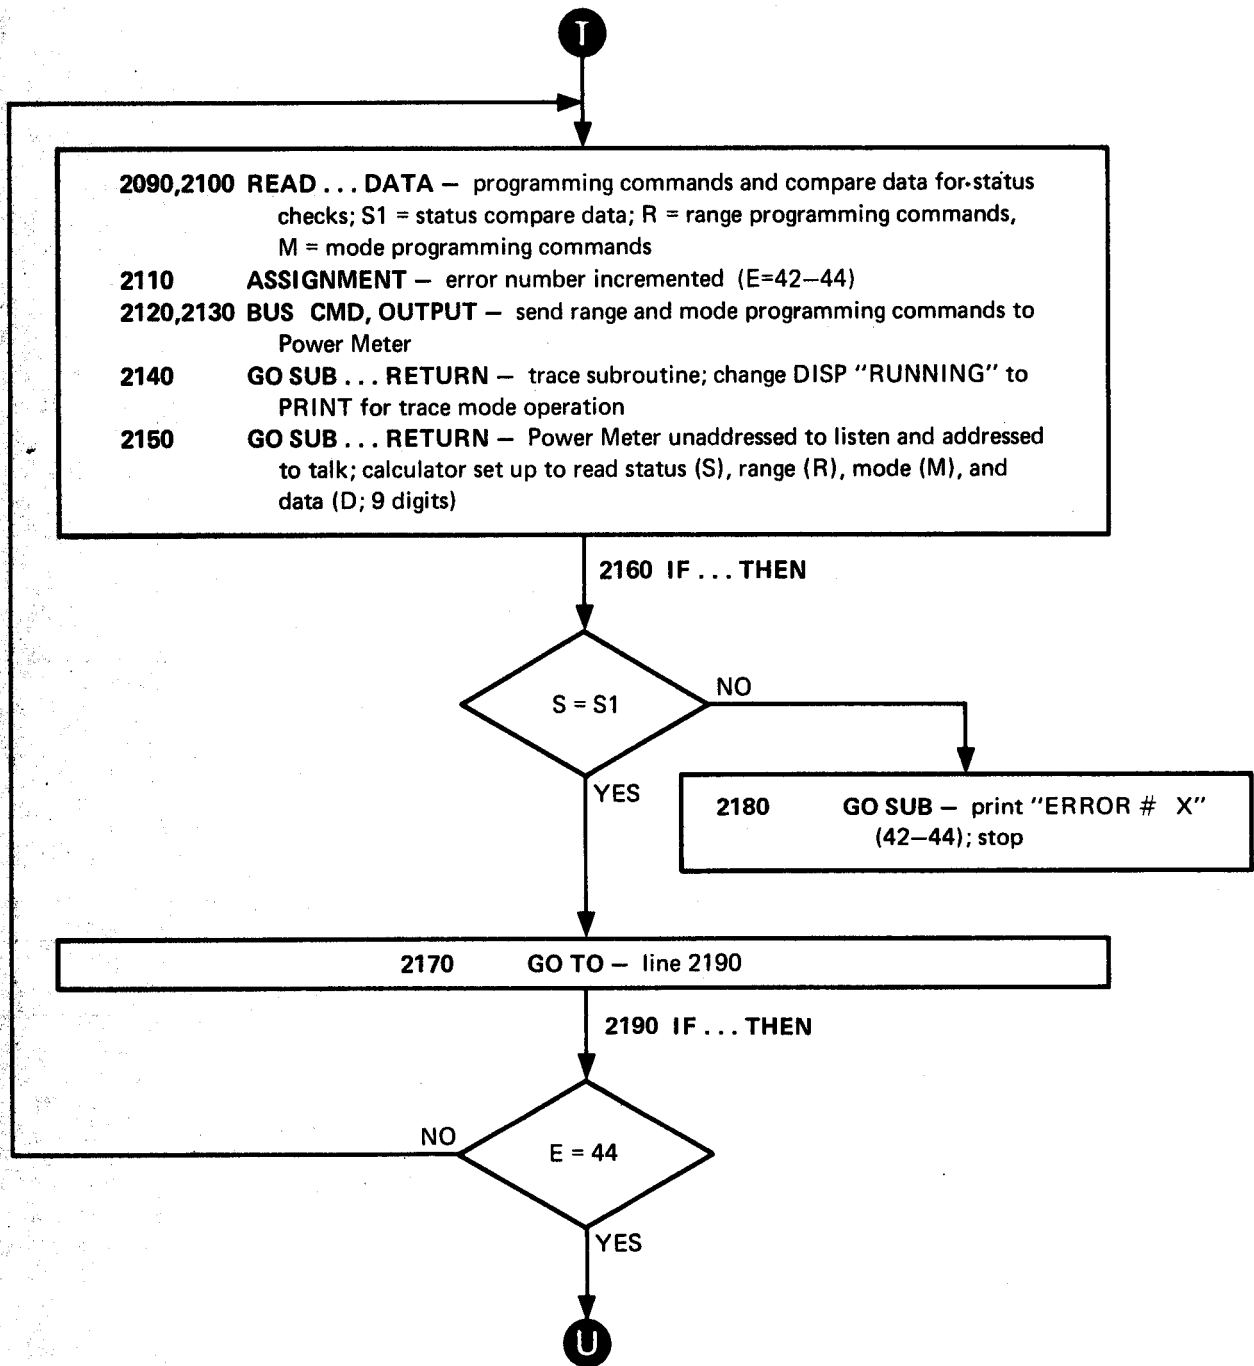 T
2090,2100 READ ... DATA — programming commands and compare data for status
checks; S1 = status compare data; R = range programming commands,
M = mode programming commands
2110 ASSIGNMENT — error number incremented (E=42—44)
2120,2130 BUS CMD, OUTPUT — send range and mode programming commands to
Power Meter
2140 GO SUB ... RETURN — trace subroutine; change DISP "RUNNING" to
PRINT for trace mode operation
2150 GO SUB ... RETURN — Power Meter unaddressed to listen and addressed
to talk; calculator set up to read status (S), range (R), mode (M), and
data (D; 9 digits)
2160 IF ... THEN
S = S1
NO
YES
2180 GO SUB — print "ERROR # X"
(42—44); stop
2170 GO TO — line 2190
2190 IF ... THEN
NO
E = 44
YES
U